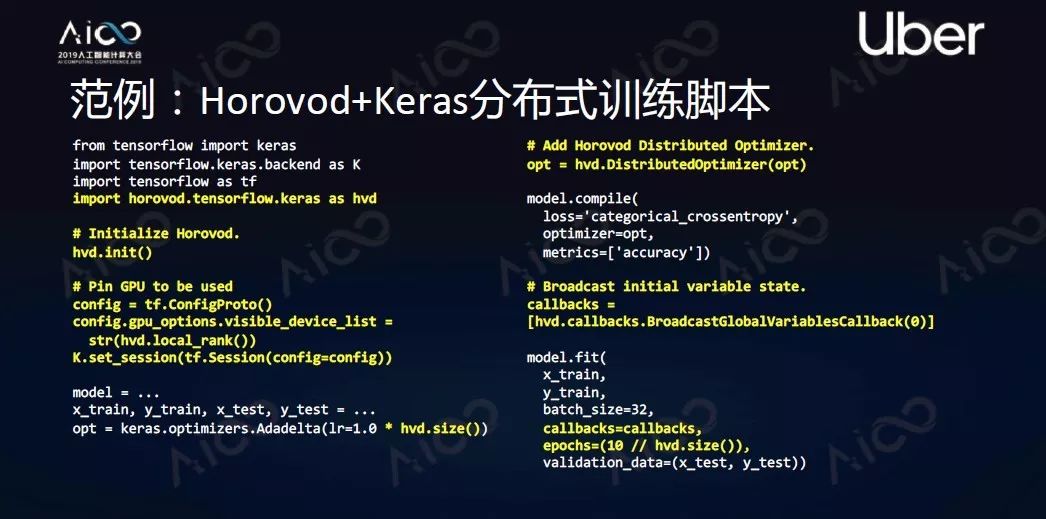 AiCC
2019人工智能计算大会
AI COMPUTING CONFERENCE 2019
Uber
范例：Horovod+Keras分布式训练脚本
from tensorflow import keras
import tensorflow.keras.backend as K
import tensorflow as tf
import horovod.tensorflow.keras as hvd
# Initialize Horovod.
hvd.init()
# Pin GPU to be used
config = tf.ConfigProto()
config.gpu_options.visible_device_list =
str(hvd.local_rank())
K.set_session(tf.Session(config=config))
model = ...
x_train, y_train, x_test, y_test = ...
opt = keras.optimizers.Adadelta(lr=1.0 * hvd.size())
# Add Horovod Distributed Optimizer.
opt = hvd.DistributedOptimizer(opt)
model.compile(
loss='categorical_crossentropy',
optimizer=opt,
metrics=['accuracy'])
# Broadcast initial variable state.
callbacks =
[hvd.callbacks.BroadcastGlobalVariablesCallback(0)]
model.fit(
x_train,
y_train,
batch_size=32,
callbacks=callbacks,
epochs=(10 // hvd.size()),
validation_data=(x_test, y_test))